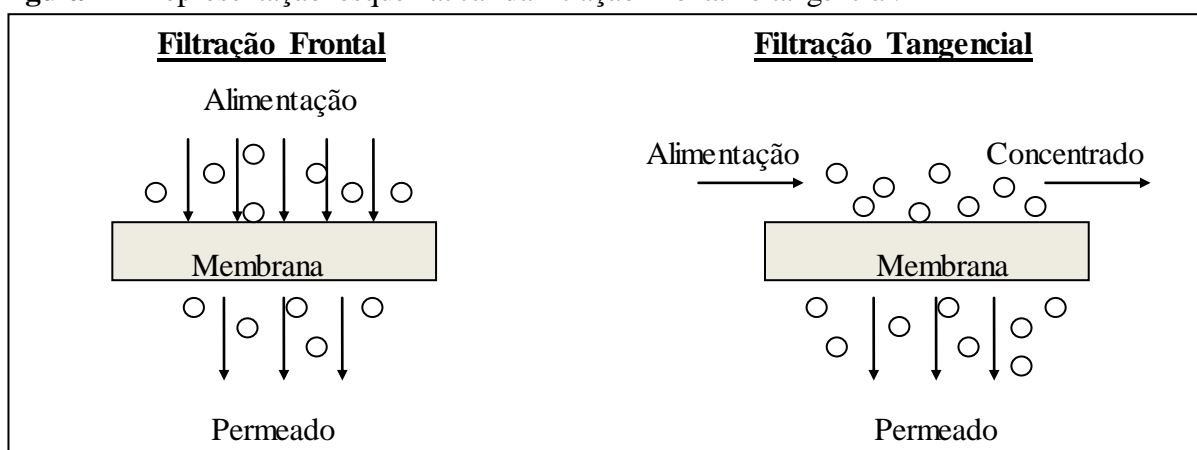 Filtração Frontal
Alimentação
Membrana
Permeado
Filtração Tangencial
Alimentação
Concentrado
Membrana
Permeado